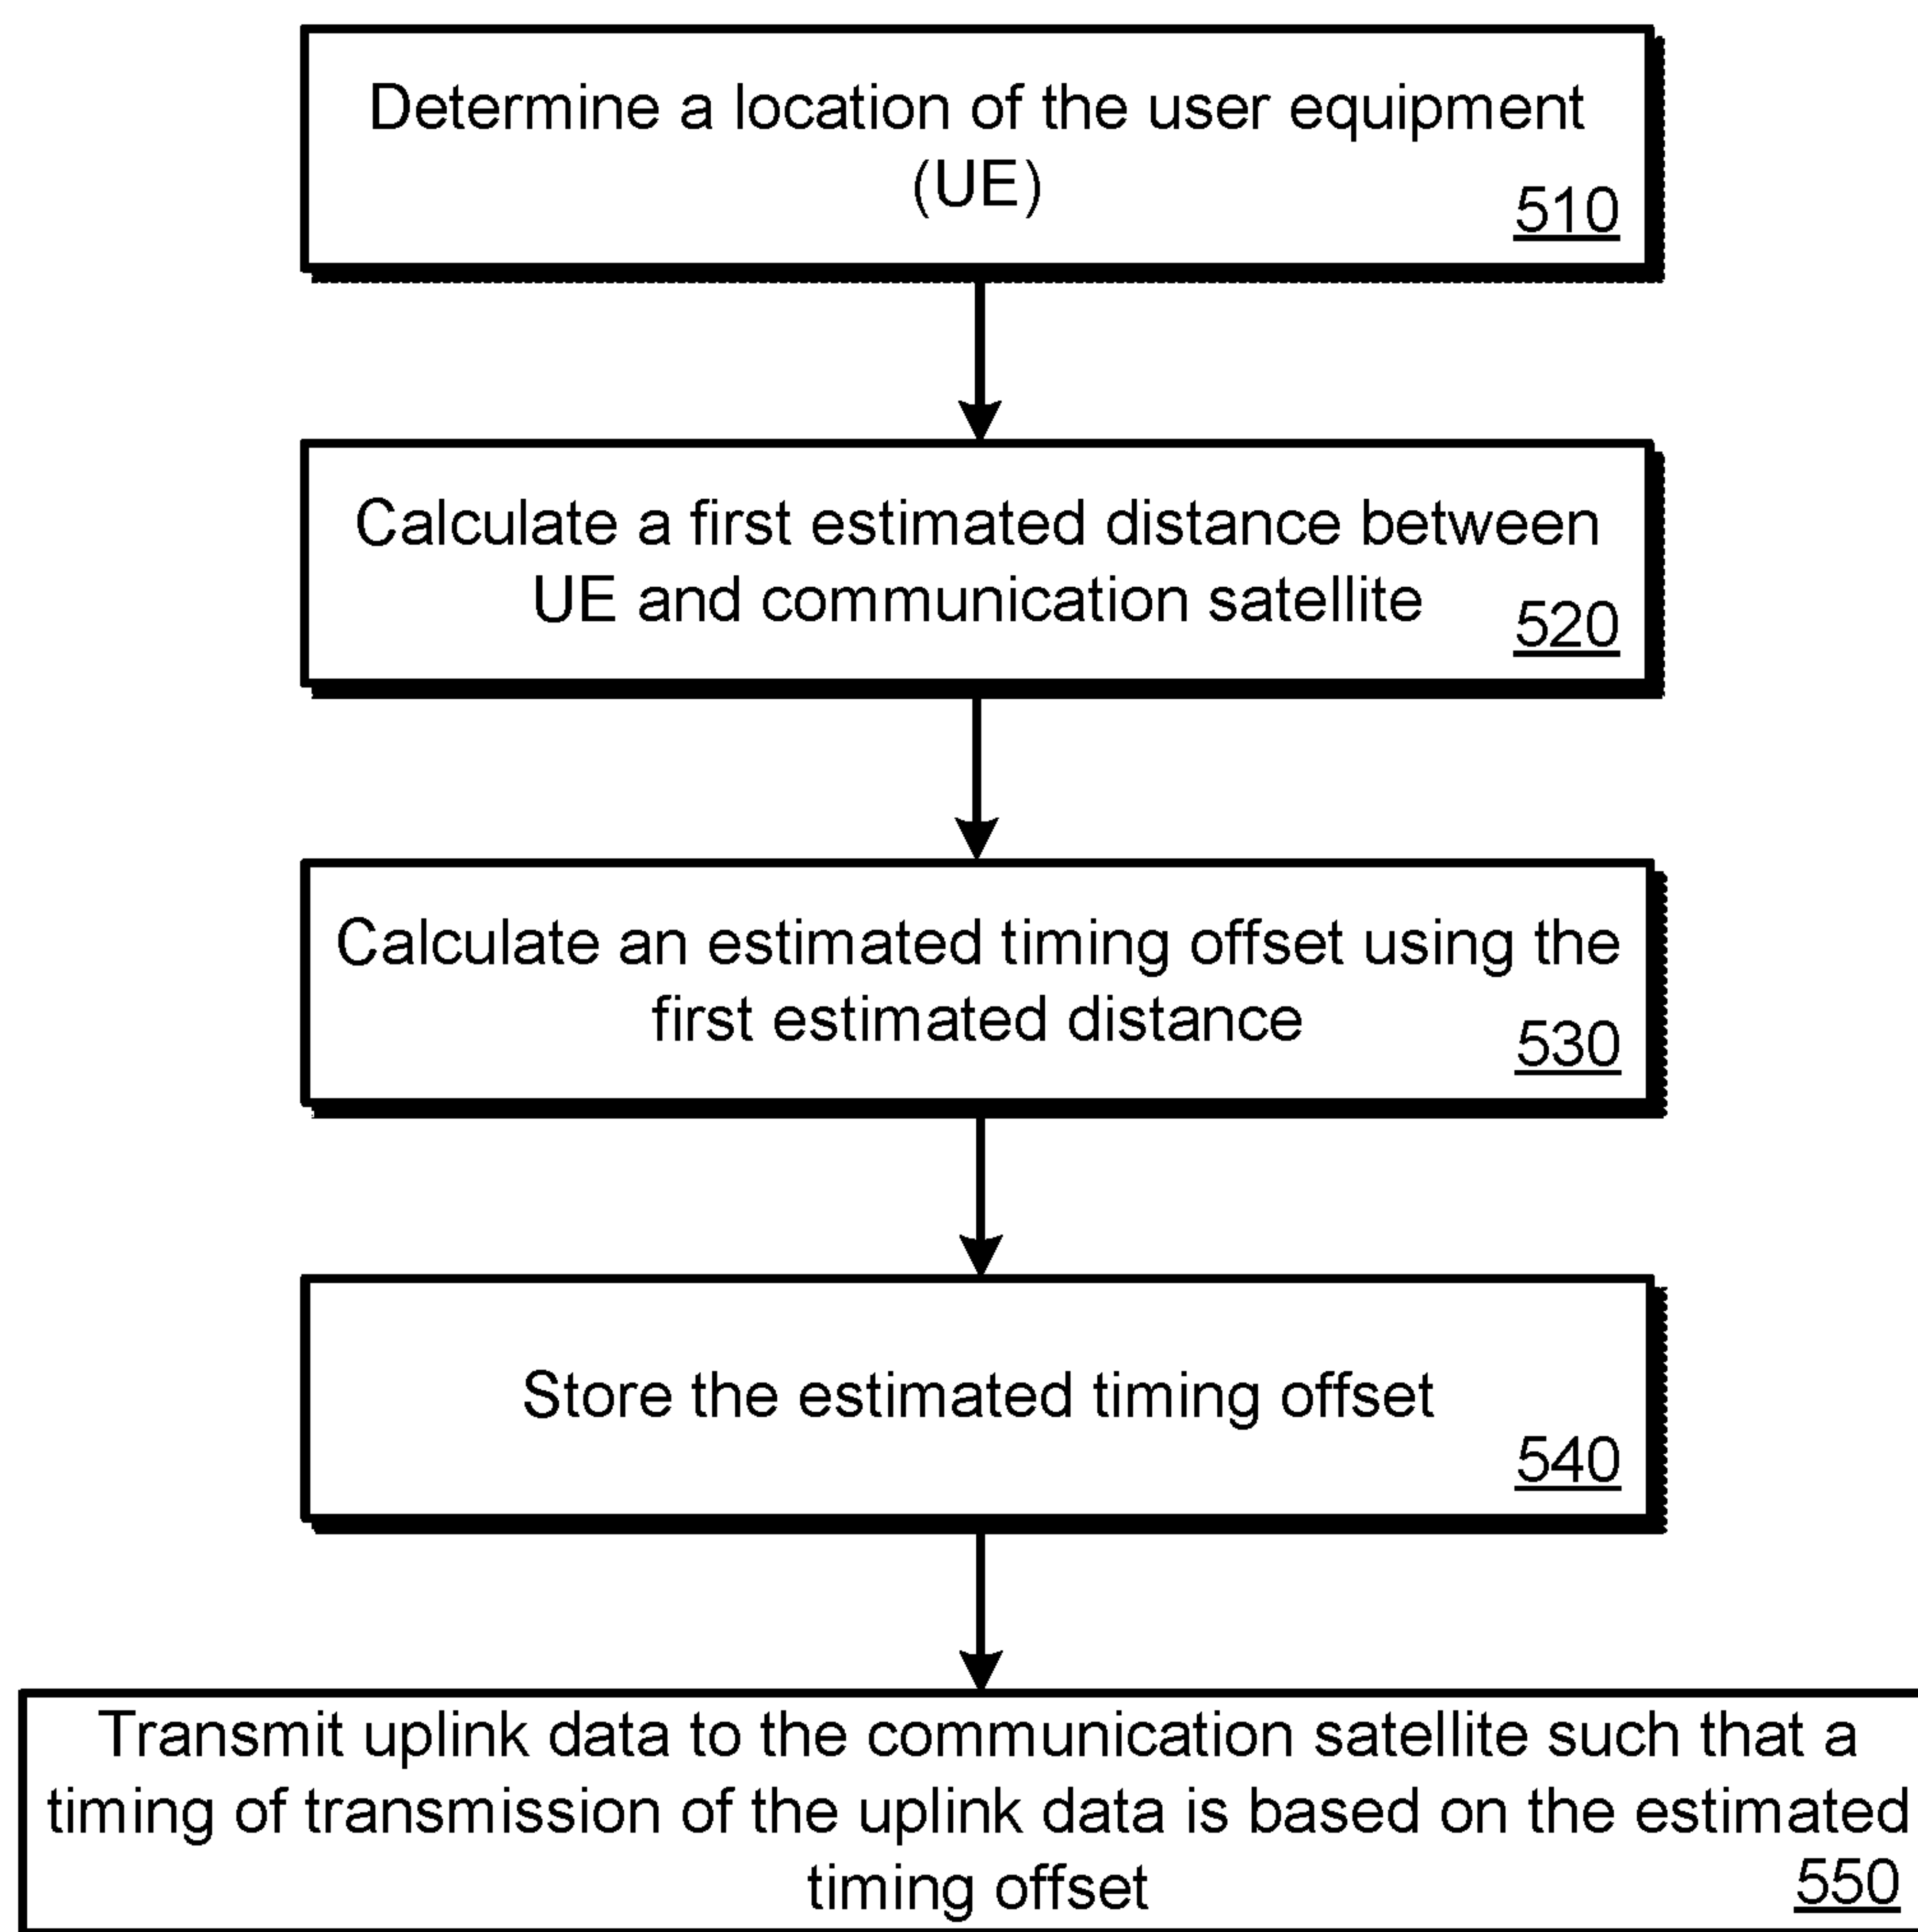 Determine a location of the user equipment
(UE)
510
Calculate a first estimated distance between
UE and communication satellite
520
Calculate an estimated timing offset using the
first estimated distance
530
Store the estimated timing offset
540
Transmit uplink data to the communication satellite such that a
timing of transmission of the uplink data is based on the estimated
timing offset
550